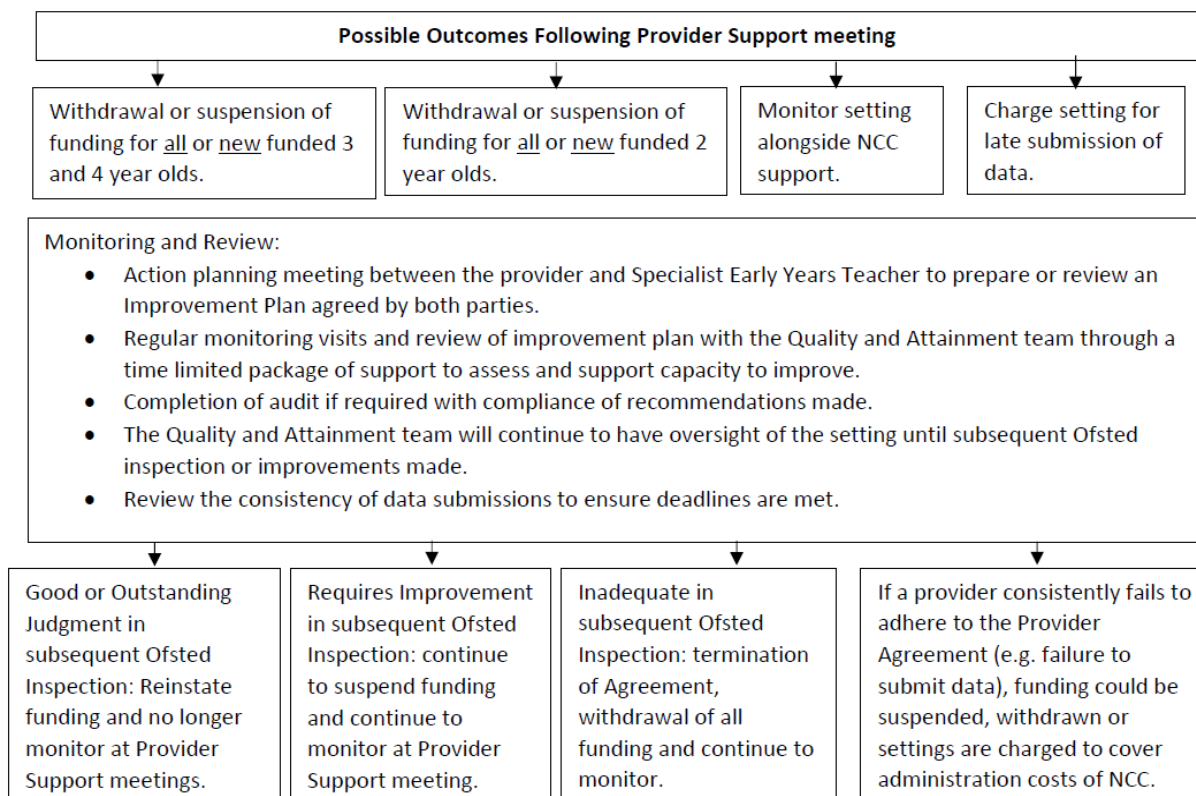 Possible Outcomes Following Provider Support meeting
Withdrawal or suspension of
funding for all or new funded 3
and 4 year olds.
Withdrawal or suspension of
funding for all or new funded 2
year olds.
Monitor setting
alongside NCC
support.
Charge setting for
late submission of
data.
Monitoring and Review:
• Action planning meeting between the provider and Specialist Early Years Teacher to prepare or review an
Improvement Plan agreed by both parties.
• Regular monitoring visits and review of improvement plan with the Quality and Attainment team through a
time limited package of support to assess and support capacity to improve.
• Completion of audit if required with compliance of recommendations made.
• The Quality and Attainment team will continue to have oversight of the setting until subsequent Ofsted
inspection or improvements made.
• Review the consistency of data submissions to ensure deadlines are met.
Good or Outstanding
Judgment in
subsequent Ofsted
Inspection: Reinstate
funding and no longer
monitor at Provider
Support meetings.
Requires Improvement
in subsequent Ofsted
Inspection: continue
to suspend funding
and continue to
monitor at Provider
Support meeting.
Inadequate in
subsequent Ofsted
Inspection: termination
of Agreement,
withdrawal of all
funding and continue to
monitor.
If a provider consistently fails to
adhere to the Provider
Agreement (e.g. failure to
submit data), funding could be
suspended, withdrawn or
settings are charged to cover
administration costs of NCC.